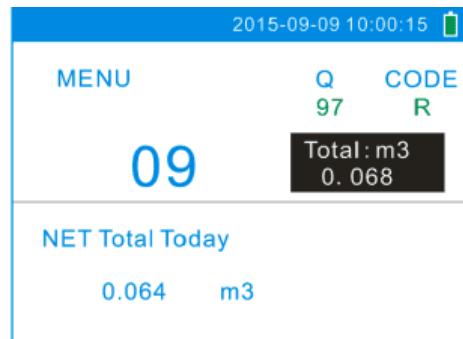 2015-09-09 10:00:15
MENU Q CODE
97 R
09 Total: m3
0. 068
NET Total Today
0.064 m3